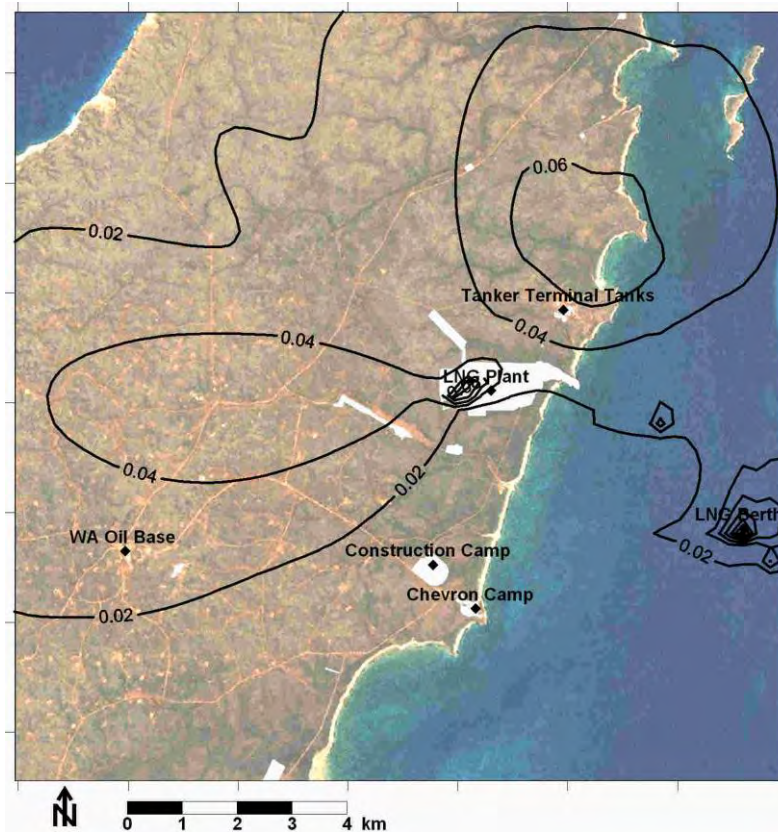 0.06
0.02
Tanker Terminal Tanks
0.04
0.04
LNG Plant
0.04
0.02
LNG Berth
WA Oil Base
0.02
Construction Camp
Chevron Camp
0.02
N
0 1 2 3 4 km